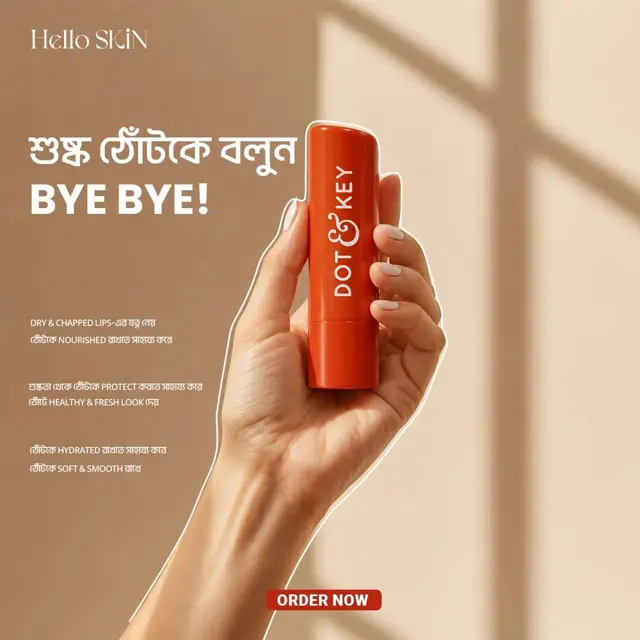 Hello SKiN
শুষ্ক ঠোঁটকে বলুন
BYE BYE!
DOT & KEY
DRY & CHAPPED LIPS-এর যত্ন নেয়
ঠোঁটকে NOURISHED রাখতে সাহায্য করে
শুষ্কতা থেকে ঠোঁটকে PROTECT করতে সাহায্য করে
ঠোঁটে HEALTHY & FRESH LOOK দেয়
ঠোঁটকে HYDRATED রাখতে সাহায্য করে
ঠোঁটকে SOFT & SMOOTH রাখে
ORDER NOW